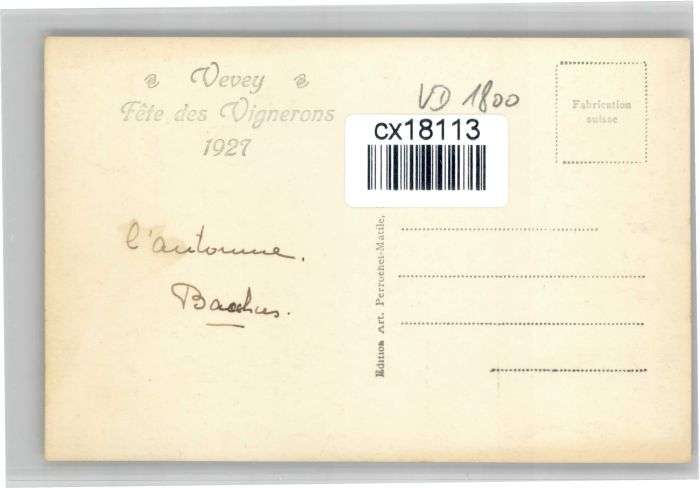 Vevey
Fête des Vignerons
1927
VD 1800
cx18113
Fabrication
suisse
l'automne.
Bacchus.
Edition Art. Perrochet-Matile,